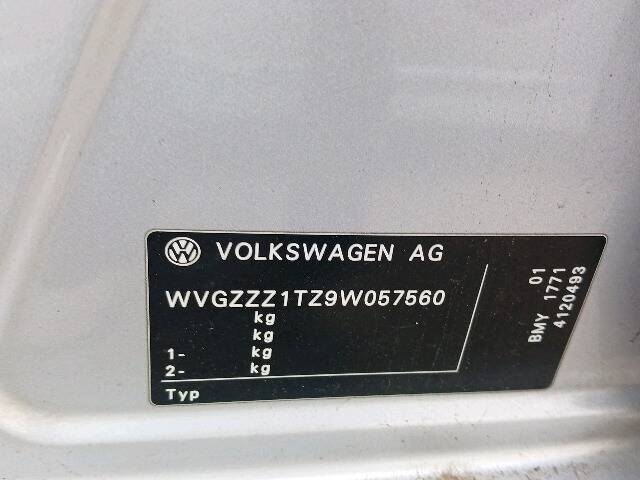 VOLKSWAGEN AG
WVGZZZ1TZ9W057560
kg
kg
1- kg
2- kg
Typ
01
BMY 1771
4120493